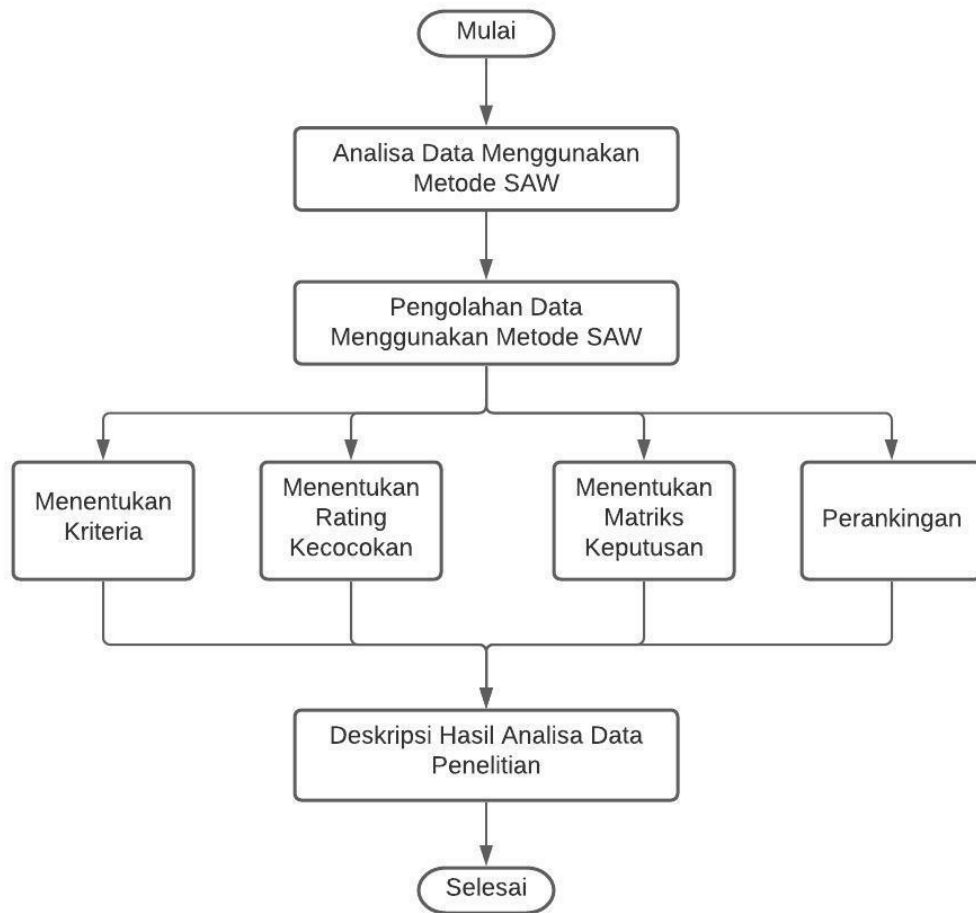 Mulai
Analisa Data Menggunakan
Metode SAW
Pengolahan Data
Menggunakan Metode SAW
Menentukan
Kriteria
Menentukan
Rating
Kecocokan
Menentukan
Matriks
Keputusan
Perankingan
Deskripsi Hasil Analisa Data
Penelitian
Selesai